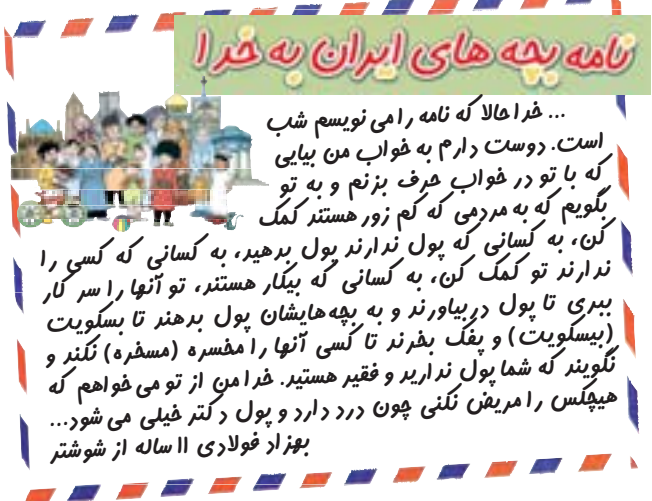 نامه بچه های ایران به خدا
... خدا حالا که نامه را می نویسم شب
است. دوست دارم به خواب من بیایی
که با تو در خواب حرف بزنم و به تو
بگویم که به مردمی که کم زور هستند کمک
کن، به کسانی که پول ندارند پول بدهید، به کسانی که کسی را
ندارند تو کمک کن، به کسانی که بیکار هستند، تو آنها را سر کار
ببری تا پول دربیاورند و به بچه هایشان پول بدهند تا بسکویت
(بیسکویت) و پفک بخرند تا کسی آنها را مخسره (مسخره) نکند و
نگویند که شما پول ندارید و فقیر هستید. خدا من از تو می خواهم که
هیچکس را مریض نکنی چون درد دارد و پول دکتر خیلی می شود...
بهزاد فولادی ۱۱ ساله از شوشتر